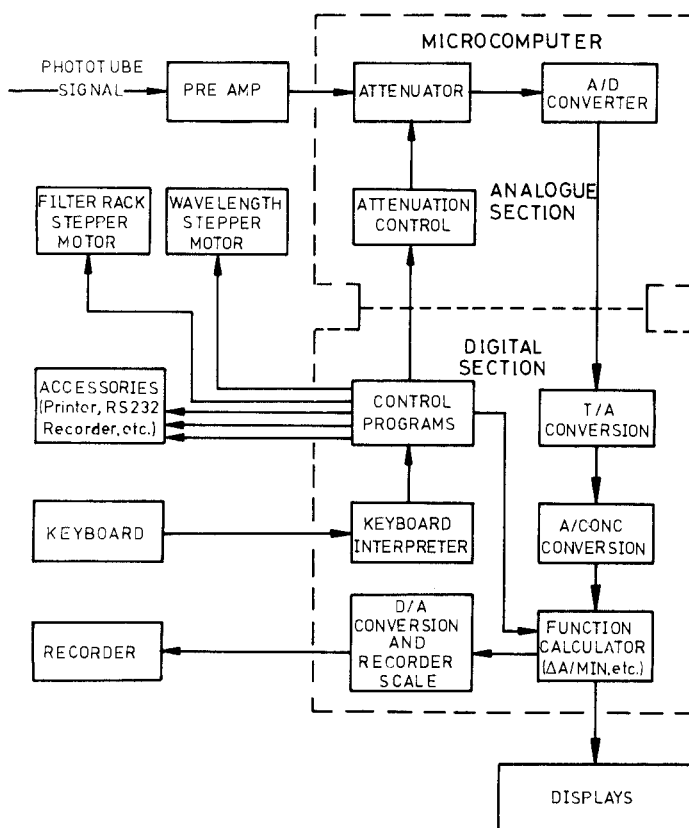 MICROCOMPUTER
PHOTOTUBE
SIGNAL
PRE AMP
ATTENUATOR
A/D
CONVERTER
FILTER RACK
STEPPER
MOTOR
WAVELENGTH
STEPPER
MOTOR
ATTENUATION
CONTROL
ANALOGUE
SECTION
DIGITAL
SECTION
ACCESSORIES
(Printer, RS232
Recorder, etc.)
CONTROL
PROGRAMS
T/A
CONVERSION
KEYBOARD
KEYBOARD
INTERPRETER
A/CONC
CONVERSION
RECORDER
D/A
CONVERSION
AND
RECORDER
SCALE
FUNCTION
CALCULATOR
(ΔA/MIN, etc.)
DISPLAYS